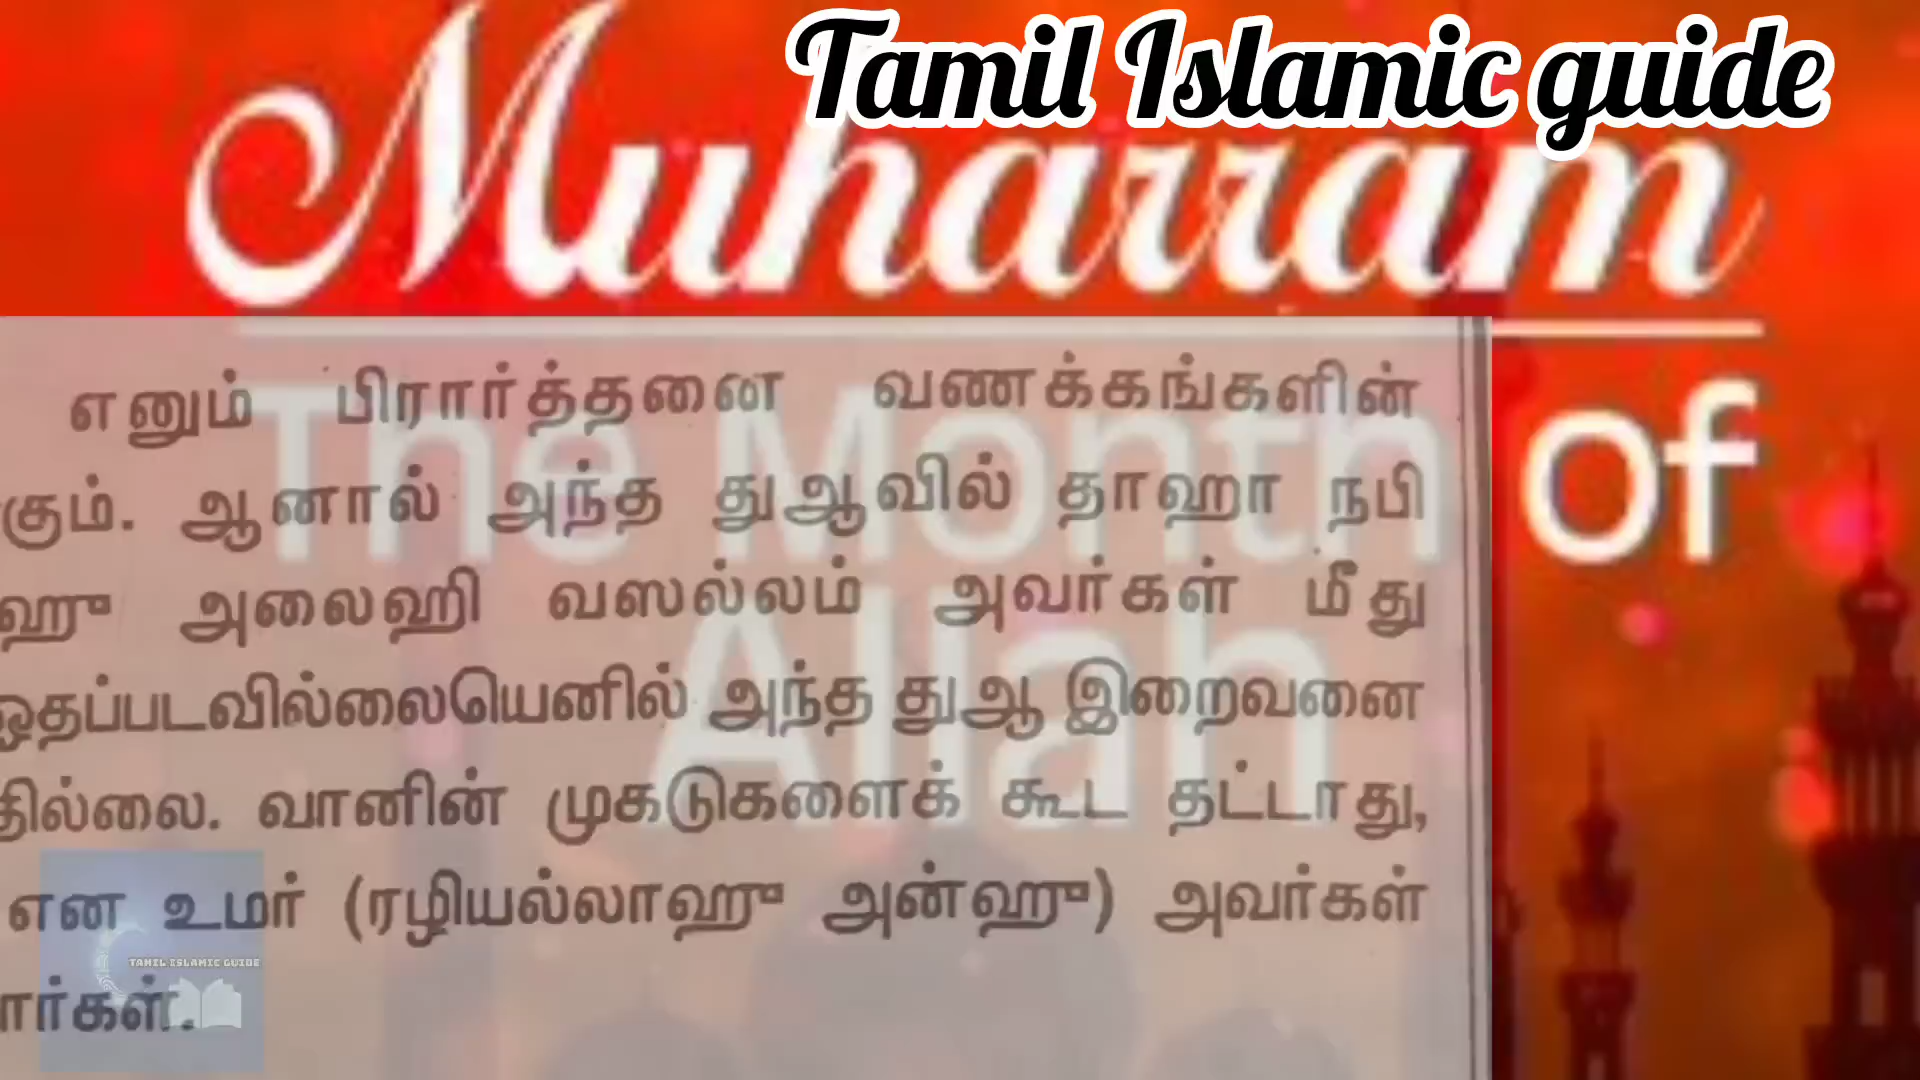 Tamil Islamic guide
Muharram
The Month of
Allah
எனும் பிரார்த்தனை வணக்கங்களின்
கும். ஆனால் அந்த துஆவில் தாஹா நபி
ஹு அலைஹி வஸல்லம் அவர்கள் மீது
ஓதப்படவில்லையெனில் அந்த துஆ இறைவனை
தில்லை. வானின் முகடுகளைக் கூட தட்டாது,
என உமர் (ரழியல்லாஹு அன்ஹு) அவர்கள்
ார்கள்.
TAMIL ISLAMIC GUIDE